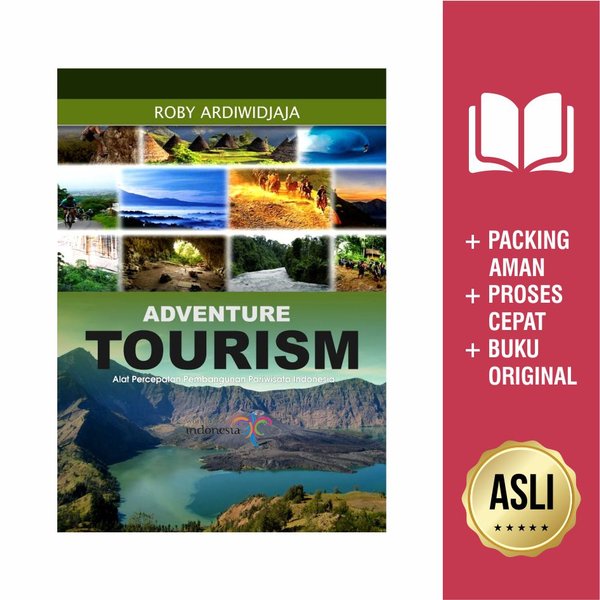 ROBY ARDIWIDJAJA
ADVENTURE
TOURISM
Alat Percepatan Pembangunan Pariwisata Indonesia
indonesia
+ PACKING
AMAN
+ PROSES
CEPAT
+ BUKU
ORIGINAL
ASLI